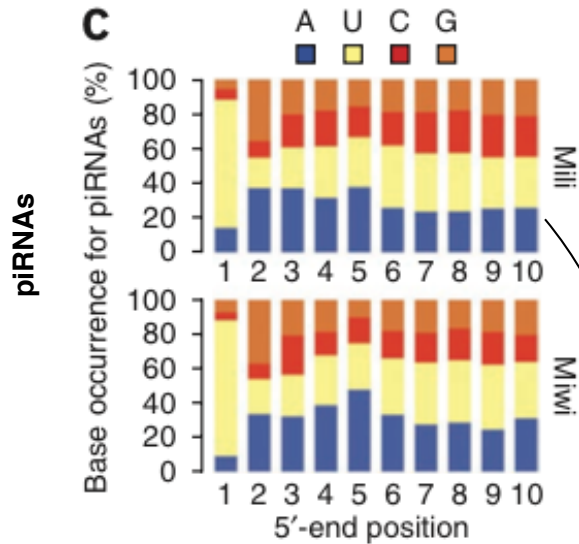 C
A U C G
piRNAs
Base occurrence for piRNAs (%)
100
80
60
40
20
0
1 2 3 4 5 6 7 8 9 10
Mili
100
80
60
40
20
0
1 2 3 4 5 6 7 8 9 10
Miwi
5′-end position